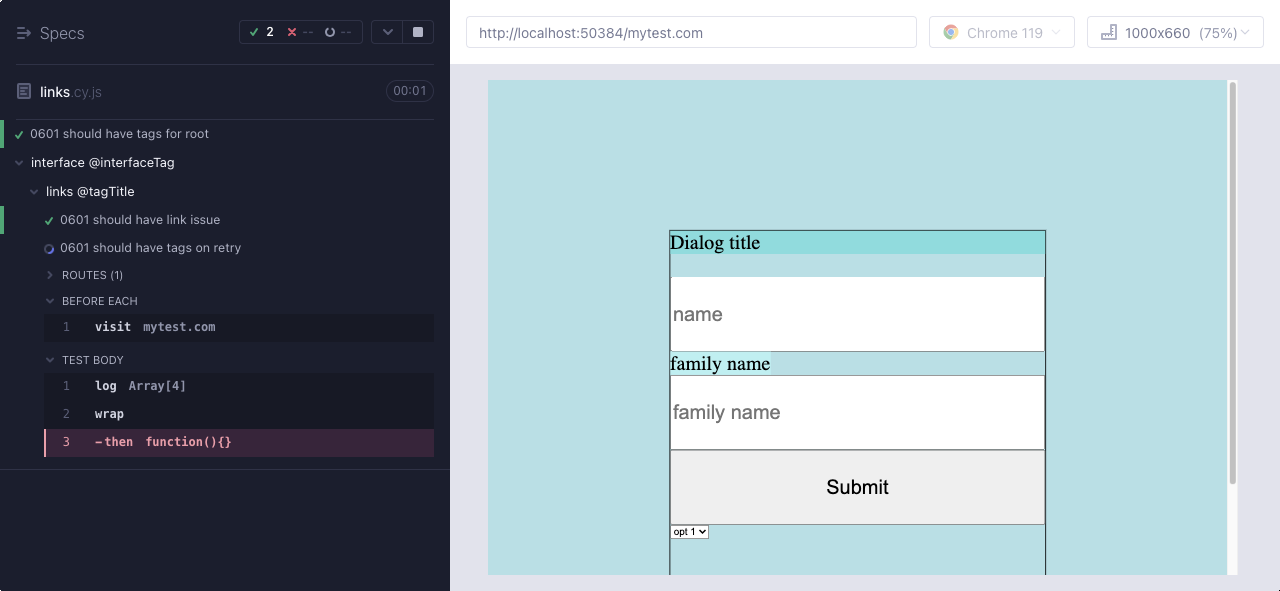 Specs
2 -- --
links.cy.js 00:01
0601 should have tags for root
interface @interfaceTag
links @tagTitle
0601 should have link issue
0601 should have tags on retry
ROUTES (1)
BEFORE EACH
1 visit mytest.com
TEST BODY
1 log Array[4]
2 wrap
3 -then function(){}
http://localhost:50384/mytest.com
Chrome 119
1000x660 (75%)
Dialog title
name
family name
family name
Submit
opt 1